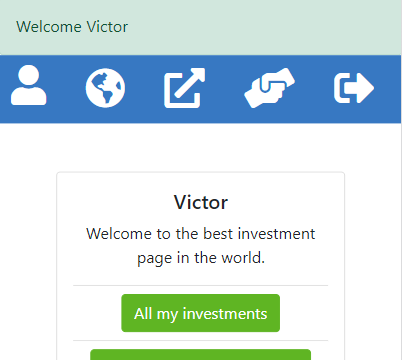 Welcome Victor
Victor
Welcome to the best investment
page in the world.
All my investments